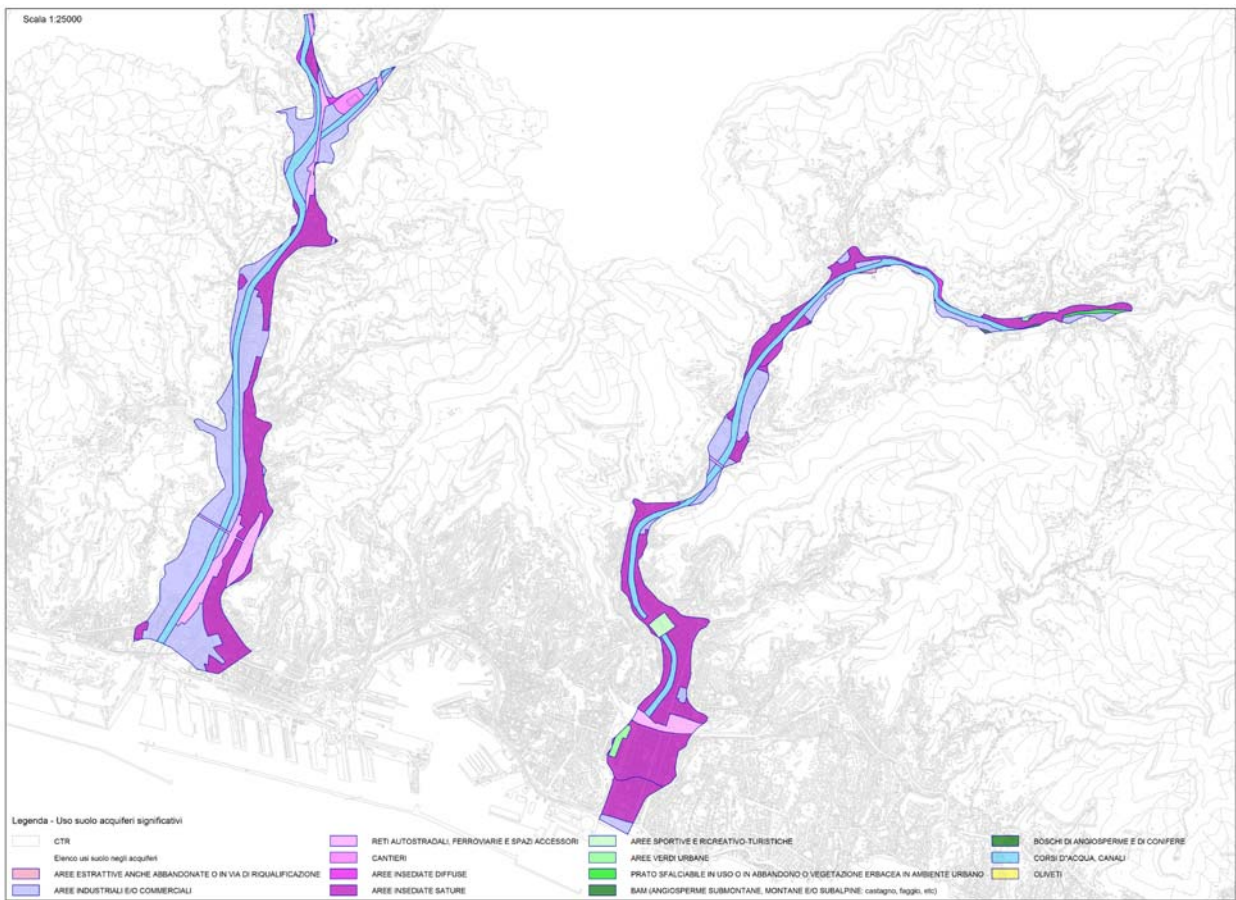 Scala 1:25000
Legenda - Uso suolo acquiferi significativi
CTR
Elenco usi suolo negli acquiferi
AREE ESTRATTIVE ANCHE ABBANDONATE O IN VIA DI RIQUALIFICAZIONE
AREE INDUSTRIALI E/O COMMERCIALI
RETI AUTOSTRADALI, FERROVIARIE E SPAZI ACCESSORI
CANTIERI
AREE INSEDIATE DIFFUSE
AREE INSEDIATE SATURE
AREE SPORTIVE E RICREATIVO-TURISTICHE
AREE VERDI URBANE
PRATO SFALCIABILE IN USO O IN ABBANDONO O VEGETAZIONE ERBACEA IN AMBIENTE URBANO
BAM (ANGIOSPERME SUBMONTANE, MONTANE E/O SUBALPINE: castagno, faggio, etc)
BOSCHI DI ANGIOSPERME E DI CONIFERE
CORSI D"ACQUA, CANALI
OLIVETI